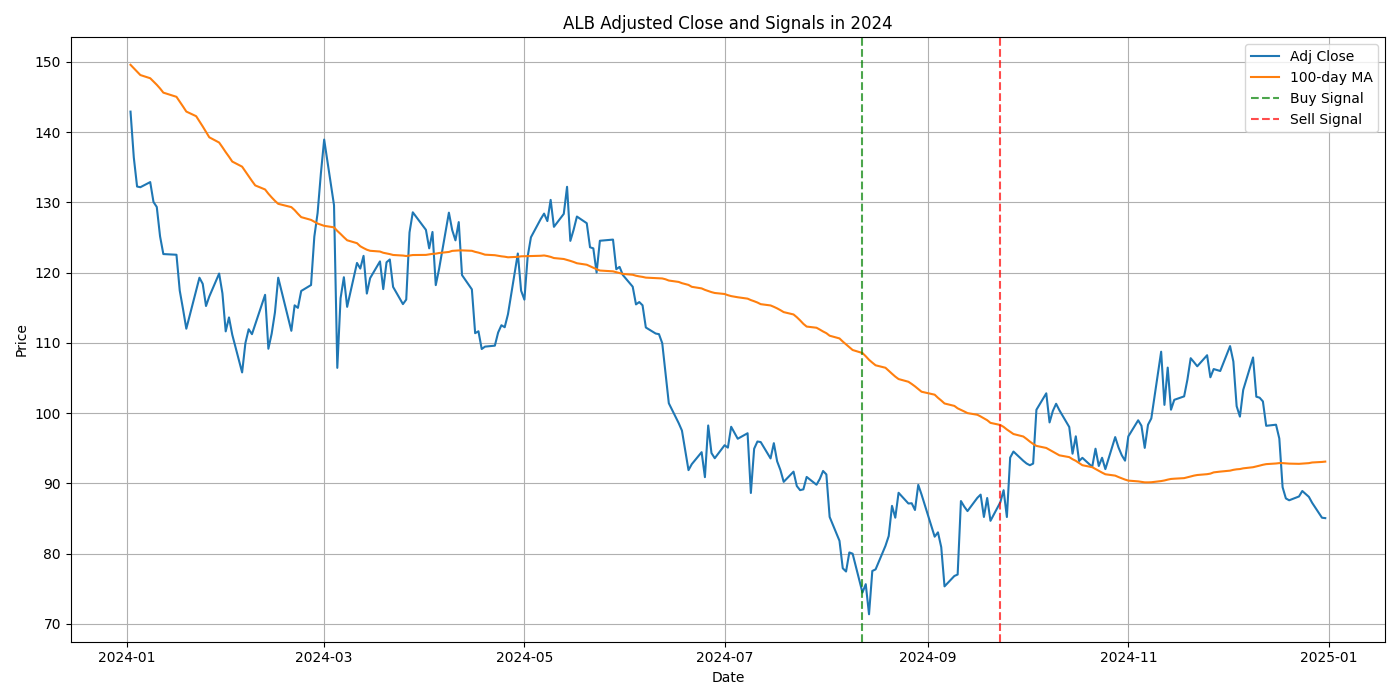 ALB Adjusted Close and Signals in 2024
Adj Close
100-day MA
Buy Signal
Sell Signal
Price
150
140
130
120
110
100
90
80
70
2024-01
2024-03
2024-05
2024-07
2024-09
2024-11
2025-01
Date